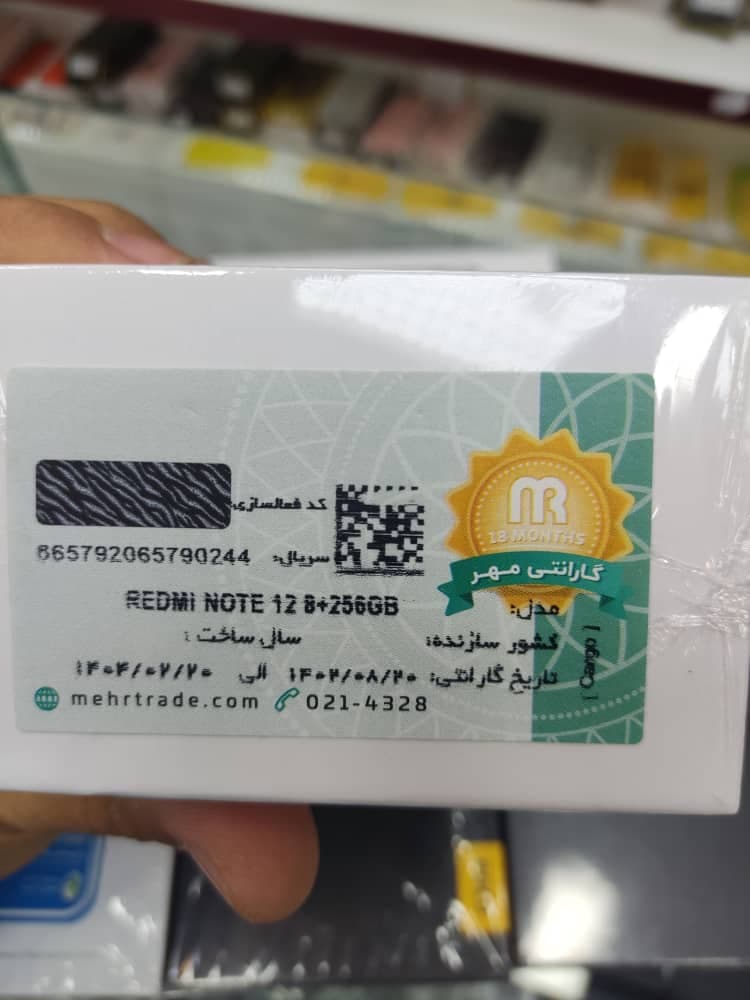 MR
18 MONTHS
گارانتی مهر
کد فعالسازی:
سریال: 865792065790244
مدل: REDMI NOTE 12 8+256GB
کشور سازنده: سال ساخت :
تاریخ گارانتی: ۱۴۰۲/۰۸/۲۰ الی ۱۴۰۴/۰۲/۲۰
mehrtrade.com 021-4328
| Cargo |